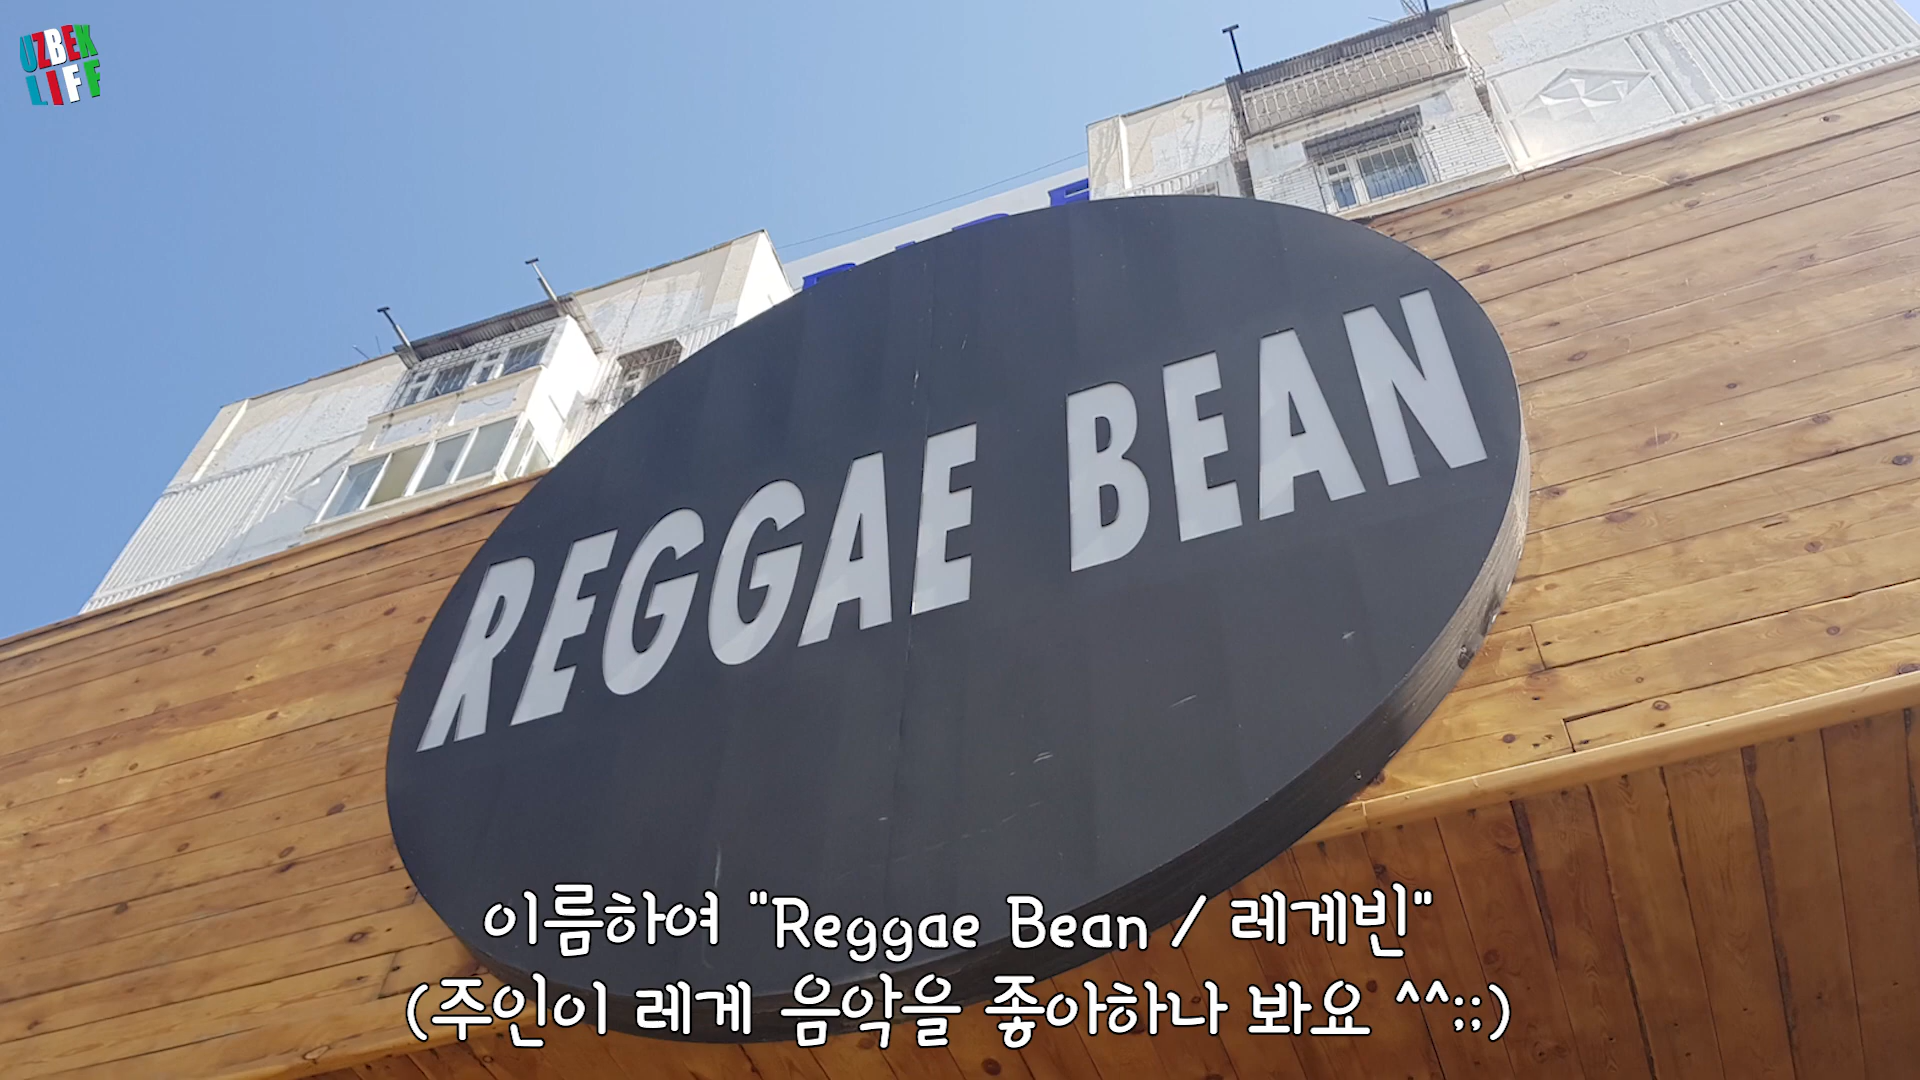 UZBEK
LIFF
REGGAE BEAN
이름하여 "Reggae Bean / 레게빈"
(주인이 레게 음악을 좋아하나 봐요 ^^;;)